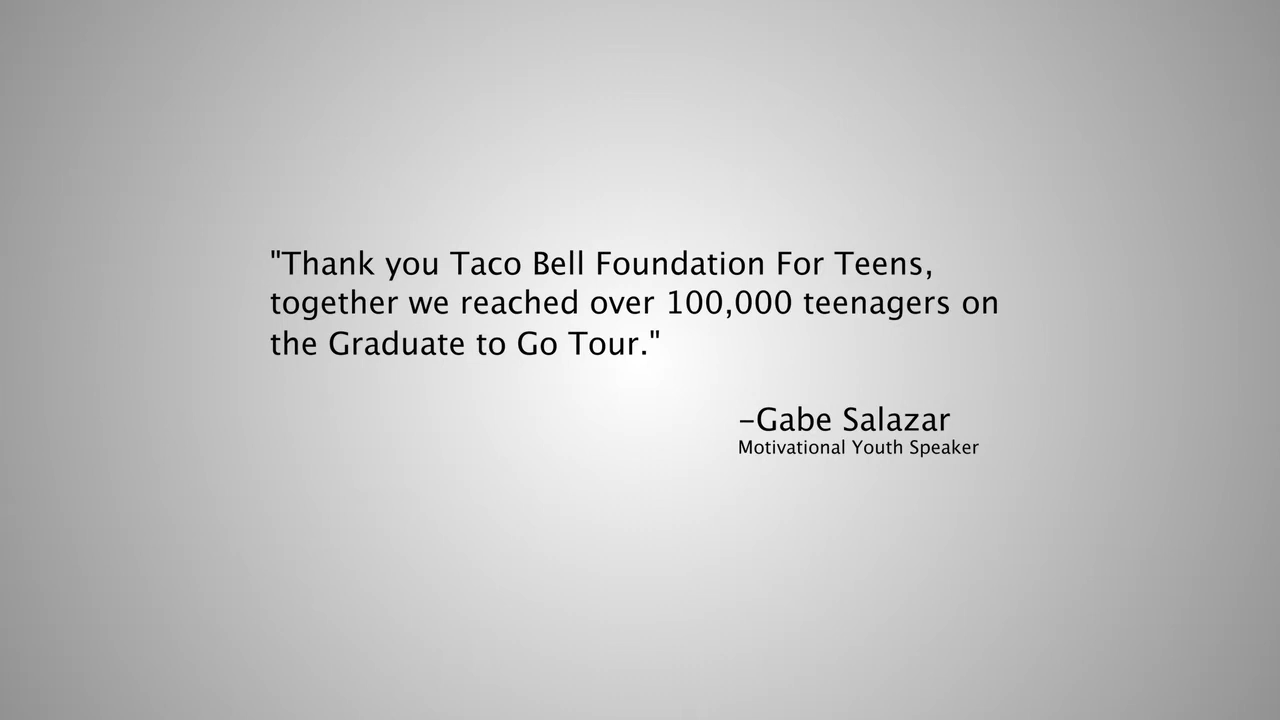 "Thank you Taco Bell Foundation For Teens,
together we reached over 100,000 teenagers on
the Graduate to Go Tour."
-Gabe Salazar
Motivational Youth Speaker